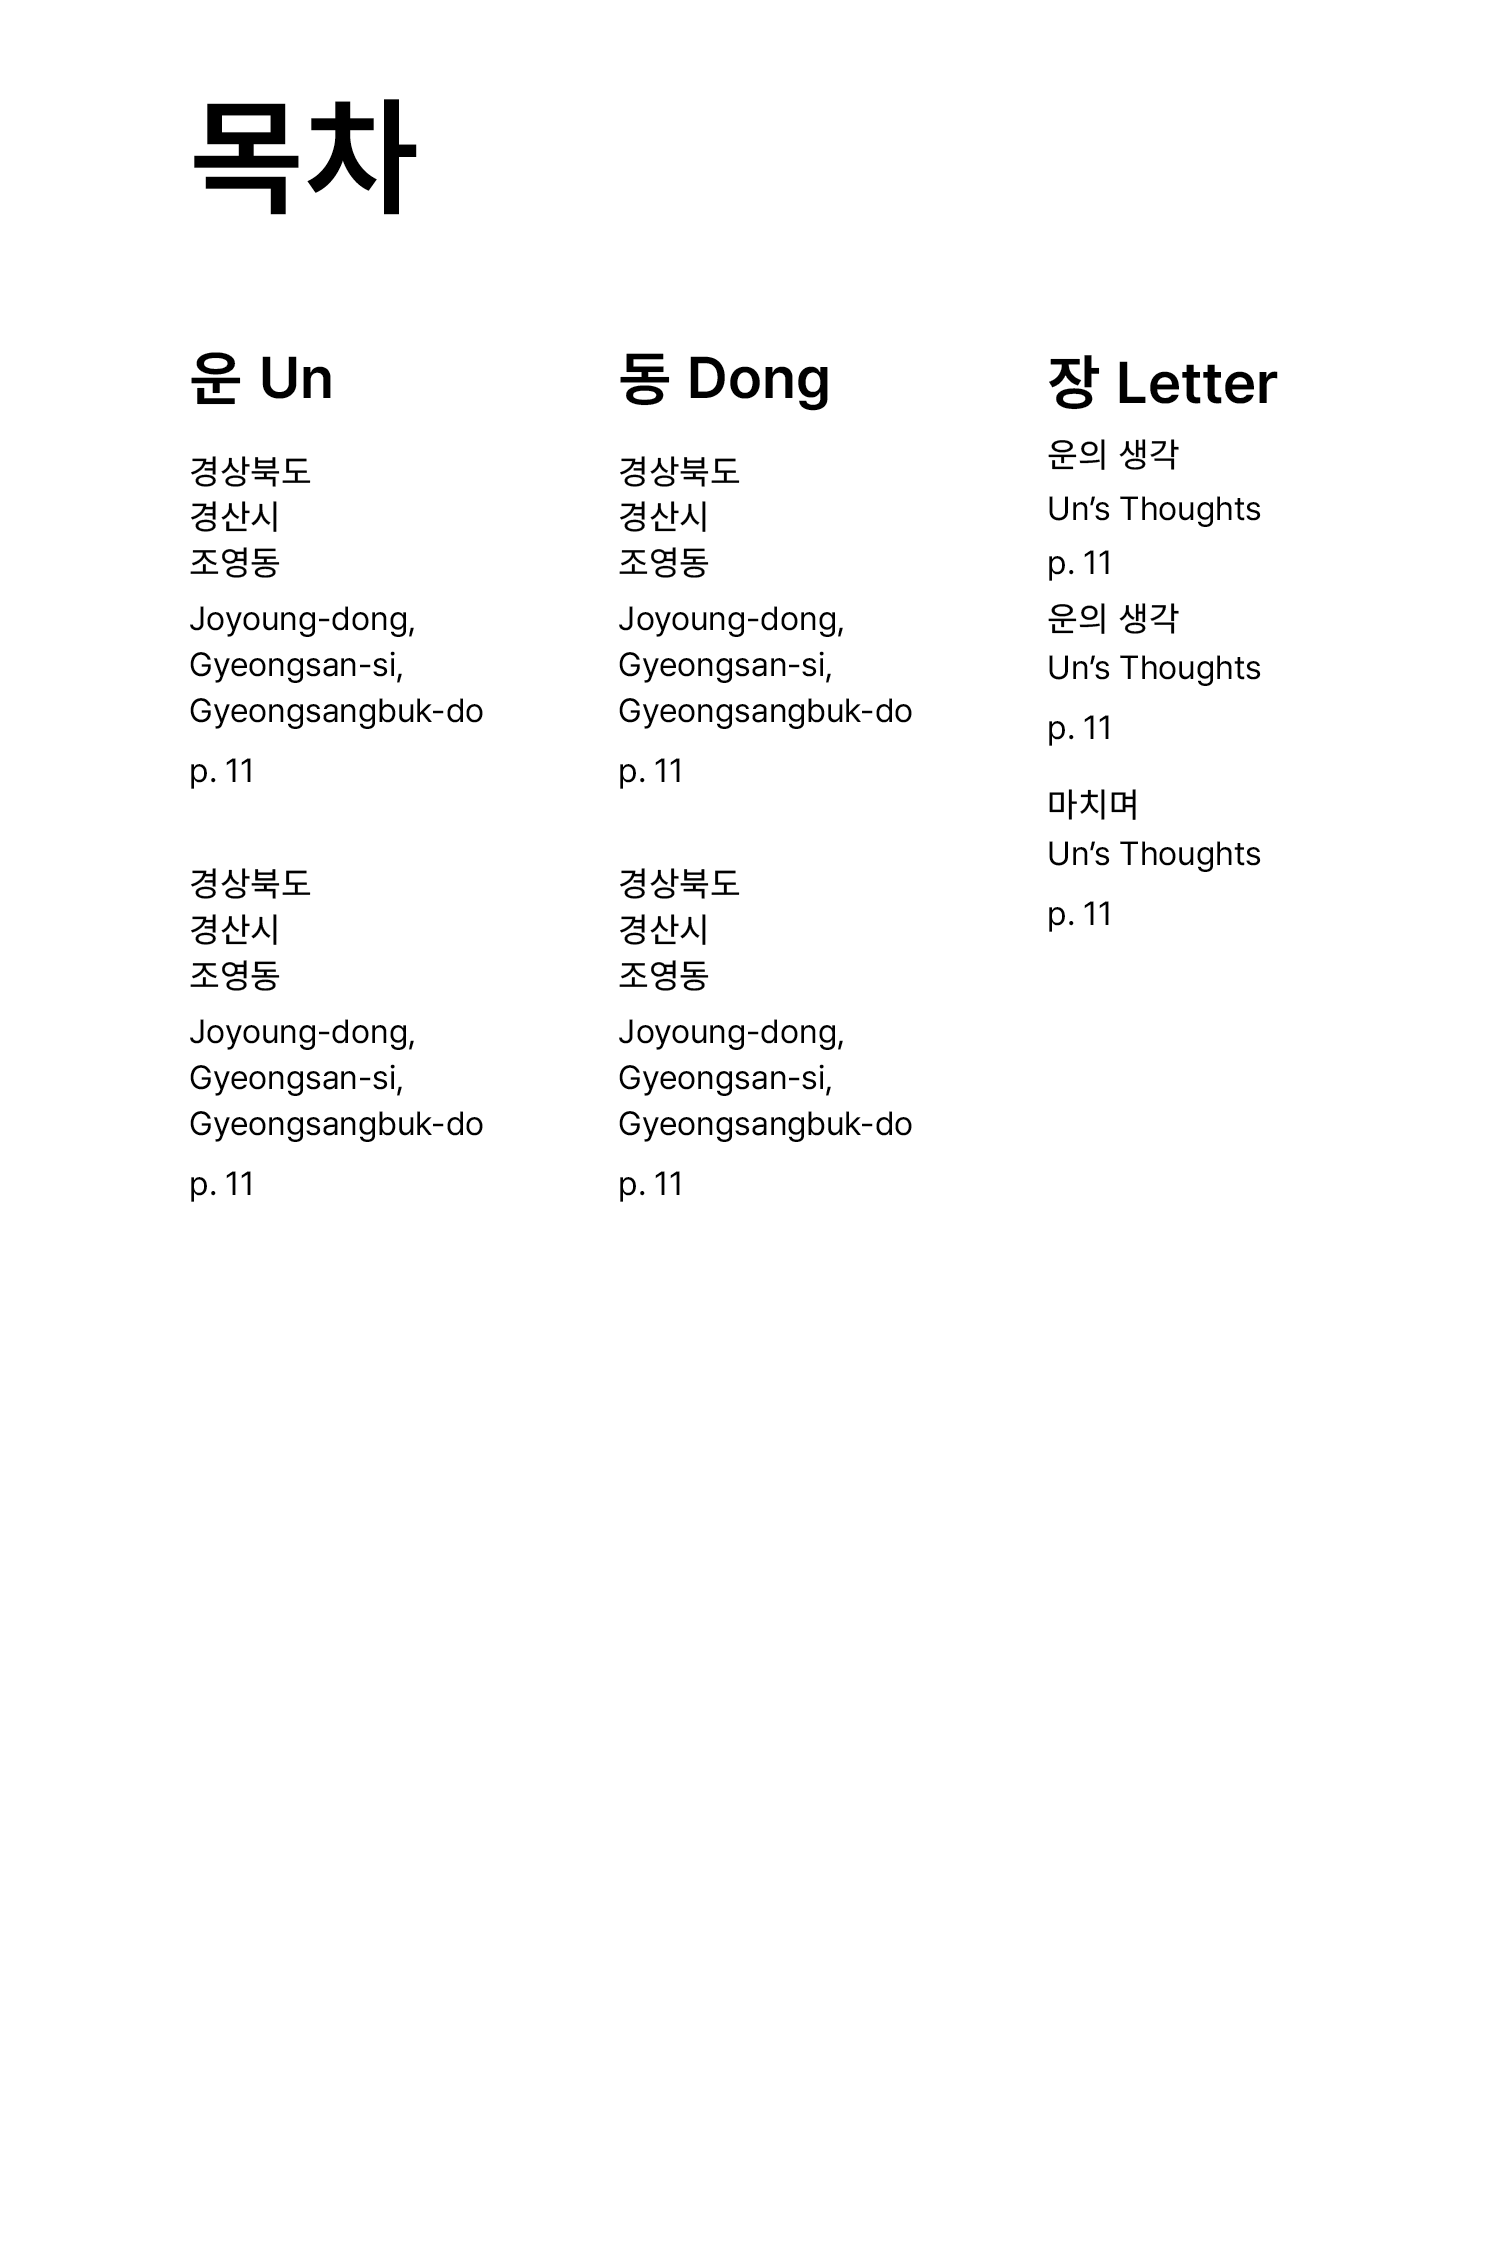 목차
운 Un
경상북도
경산시
조영동
Joyoung-dong,
Gyeongsan-si,
Gyeongsangbuk-do
p. 11
경상북도
경산시
조영동
Joyoung-dong,
Gyeongsan-si,
Gyeongsangbuk-do
p. 11
동 Dong
경상북도
경산시
조영동
Joyoung-dong,
Gyeongsan-si,
Gyeongsangbuk-do
p. 11
경상북도
경산시
조영동
Joyoung-dong,
Gyeongsan-si,
Gyeongsangbuk-do
p. 11
장 Letter
운의 생각
Un’s Thoughts
p. 11
운의 생각
Un’s Thoughts
p. 11
마치며
Un’s Thoughts
p. 11